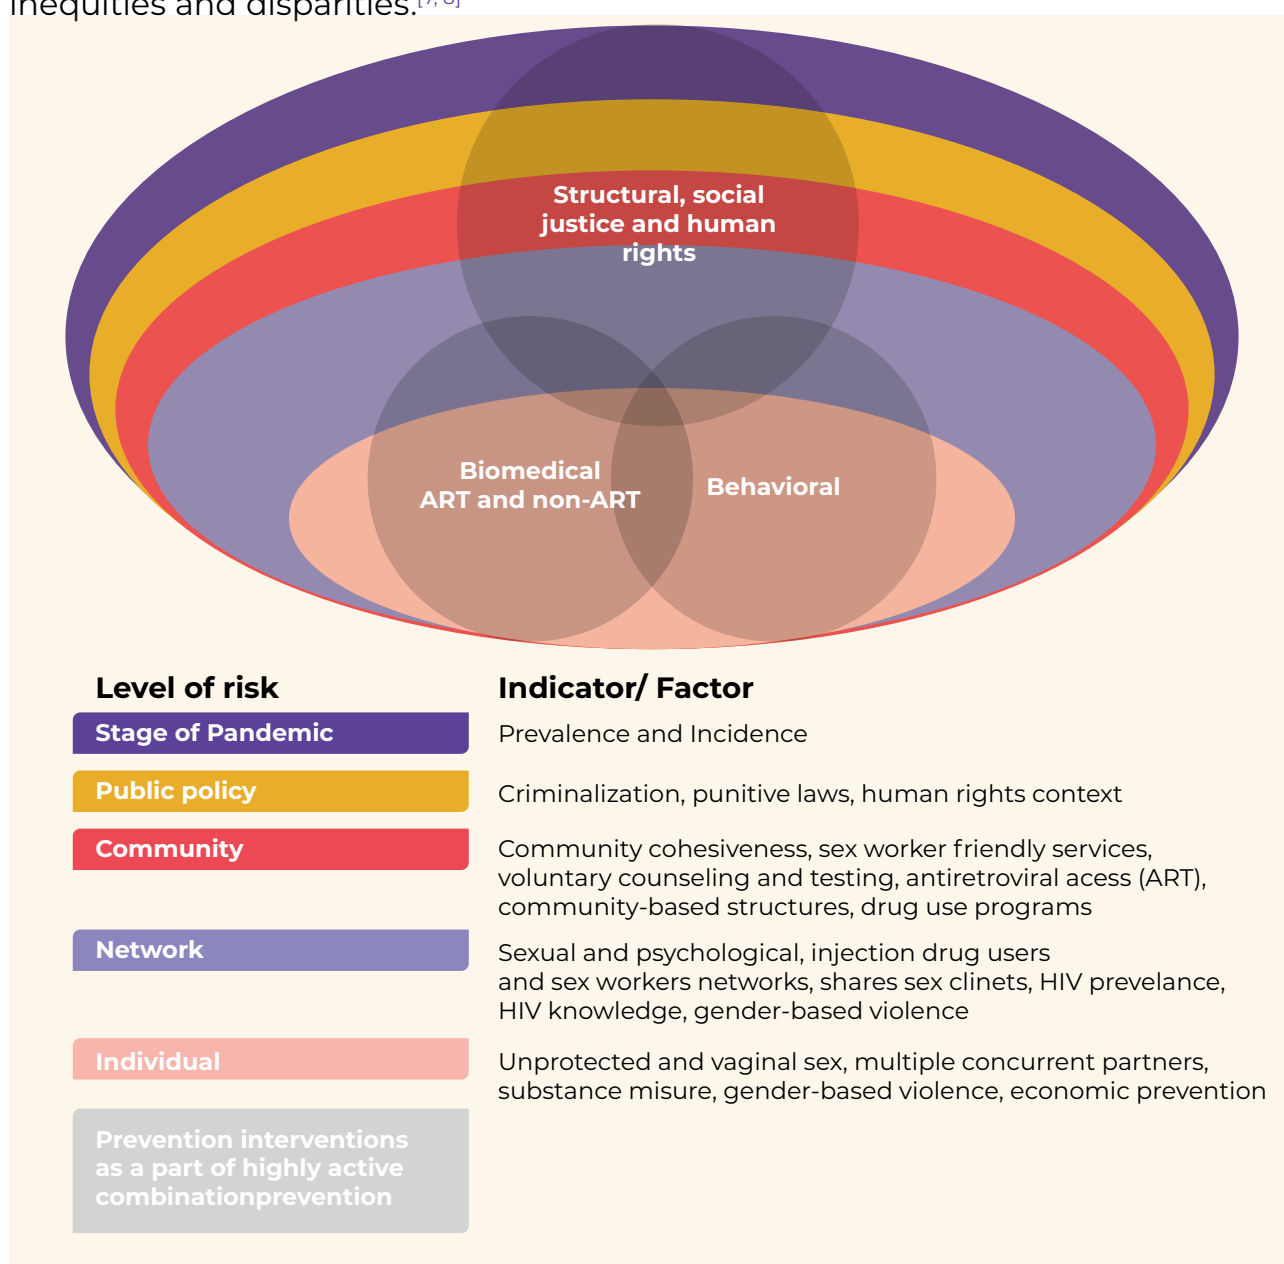 inequities and disparities.[7, 8]
Structural, social
justice and human
rights
Biomedical
ART and non-ART
Behavioral
Level of risk
Indicator/ Factor
Stage of Pandemic
Prevalence and Incidence
Public policy
Criminalization, punitive laws, human rights context
Community
Community cohesiveness, sex worker friendly services,
voluntary counseling and testing, antiretroviral acess (ART),
community-based structures, drug use programs
Network
Sexual and psychological, injection drug users
and sex workers networks, shares sex clinets, HIV prevelance,
HIV knowledge, gender-based violence
Individual
Unprotected and vaginal sex, multiple concurrent partners,
substance misure, gender-based violence, economic prevention
Prevention interventions
as a part of highly active
combinationprevention